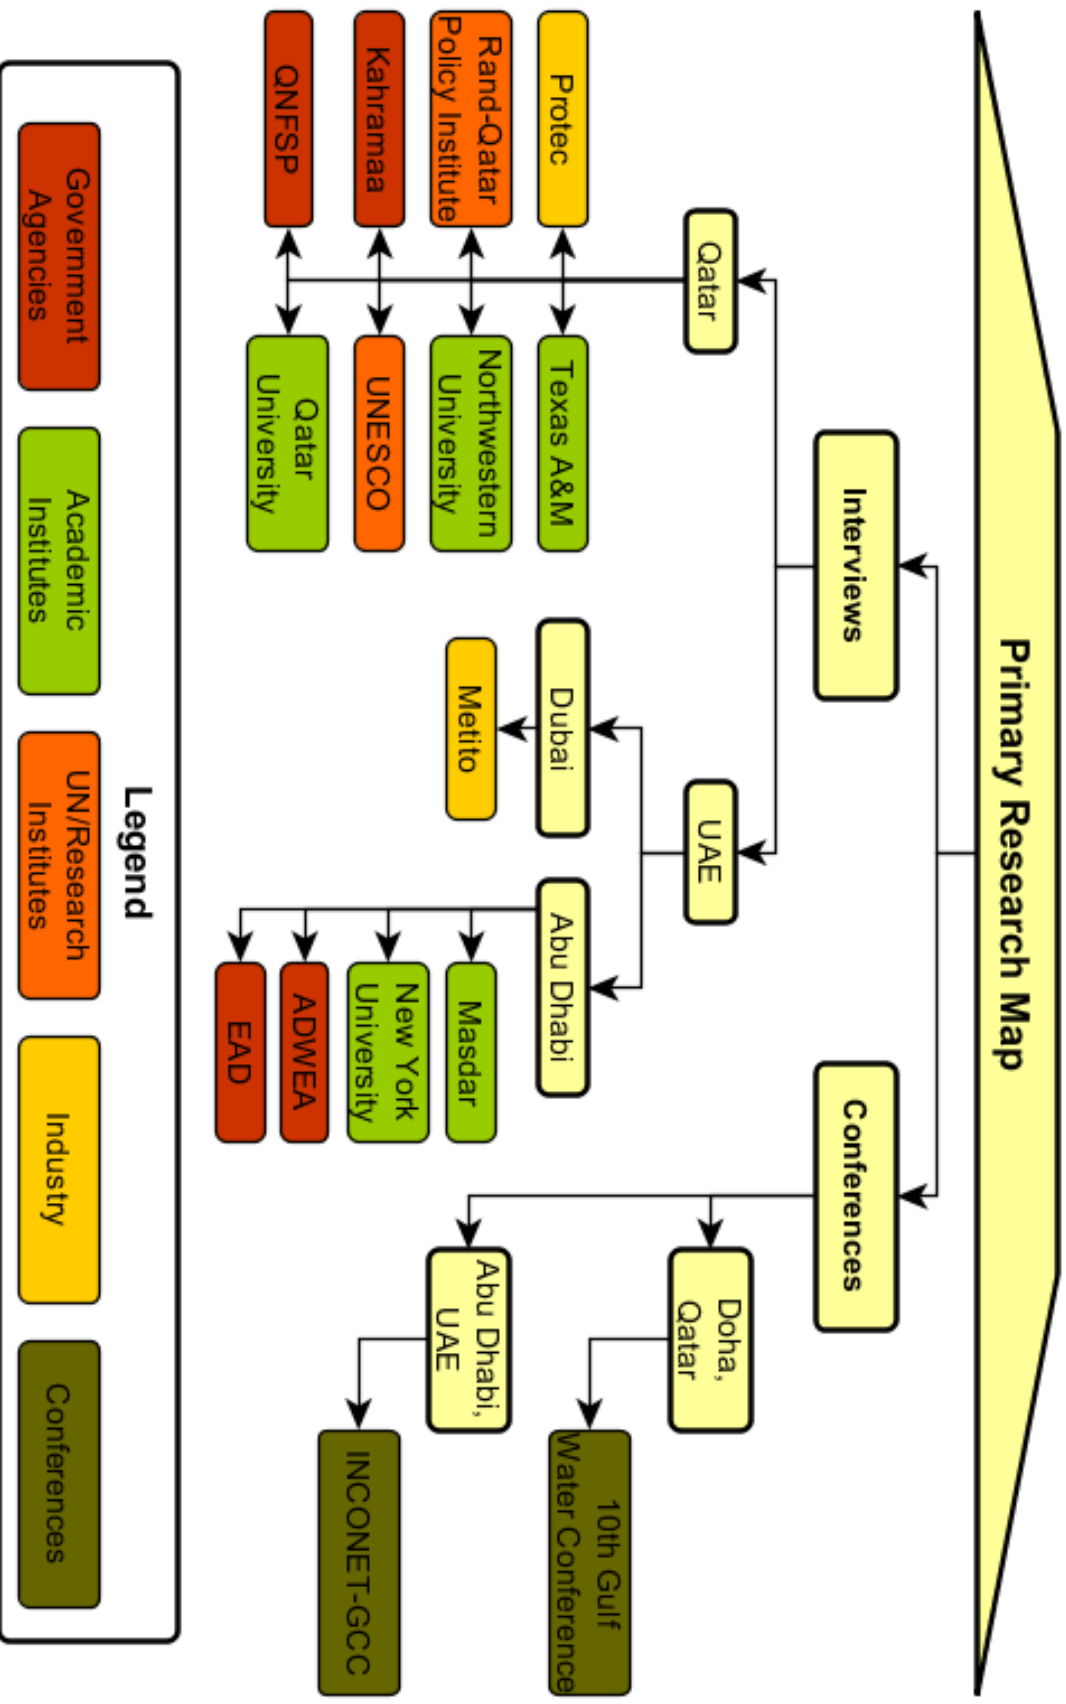 Primary Research Map
Interviews
Conferences
Qatar
UAE
Doha,
Qatar
Protec
Texas A&M
Dubai
Abu Dhabi
10th Gulf
Water Conference
Rand-Qatar
Policy Institute
Northwestern
University
Metito
Masdar
Abu Dhabi,
UAE
Kahramaa
UNESCO
New York
University
INCONET-GCC
QNFSP
Qatar
University
ADWEA
EAD
Legend
Government
Agencies
Academic
Institutes
UN/Research
Institutes
Industry
Conferences